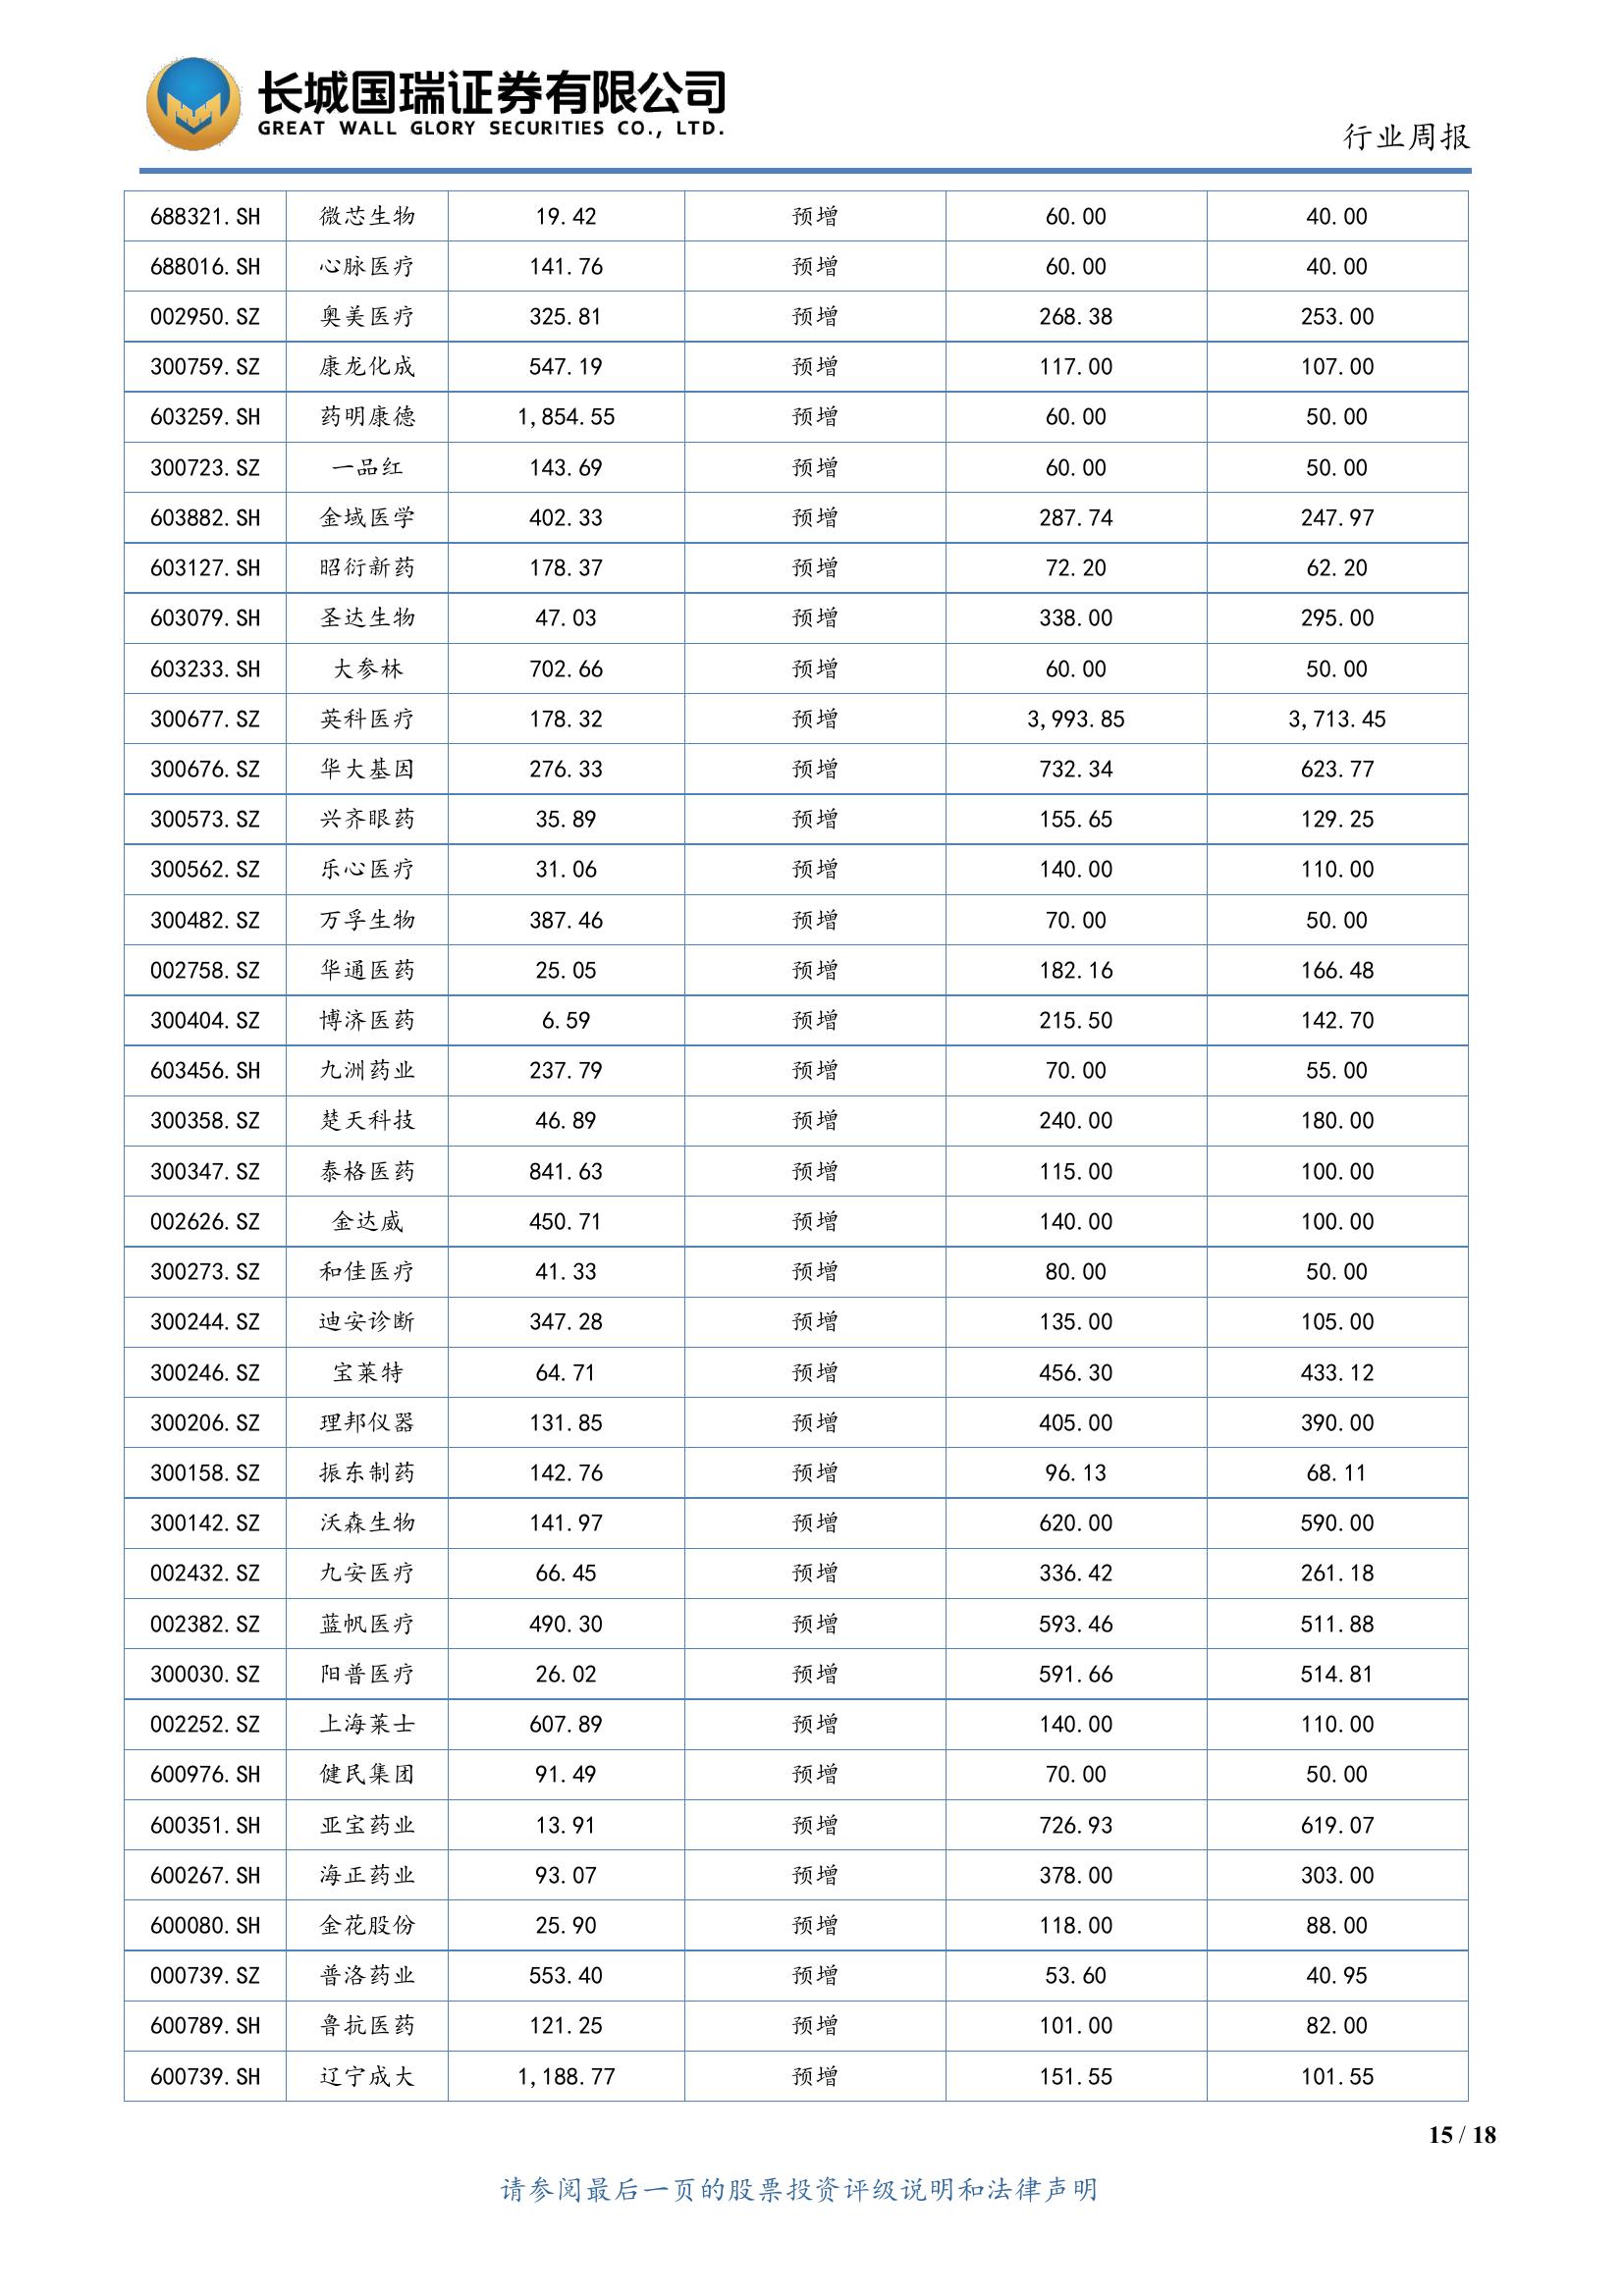 长城国瑞证券有限公司
GREAT WALL GLORY SECURITIES CO., LTD.
行业周报
688321.SH 微芯生物 19.42 预增 60.00 40.00
688016.SH 心脉医疗 141.76 预增 60.00 40.00
002950.SZ 奥美医疗 325.81 预增 268.38 253.00
300759.SZ 康龙化成 547.19 预增 117.00 107.00
603259.SH 药明康德 1,854.55 预增 60.00 50.00
300723.SZ 一品红 143.69 预增 60.00 50.00
603882.SH 金域医学 402.33 预增 287.74 247.97
603127.SH 昭衍新药 178.37 预增 72.20 62.20
603079.SH 圣达生物 47.03 预增 338.00 295.00
603233.SH 大参林 702.66 预增 60.00 50.00
300677.SZ 英科医疗 178.32 预增 3,993.85 3,713.45
300676.SZ 华大基因 276.33 预增 732.34 623.77
300573.SZ 兴齐眼药 35.89 预增 155.65 129.25
300562.SZ 乐心医疗 31.06 预增 140.00 110.00
300482.SZ 万孚生物 387.46 预增 70.00 50.00
002758.SZ 华通医药 25.05 预增 182.16 166.48
300404.SZ 博济医药 6.59 预增 215.50 142.70
603456.SH 九洲药业 237.79 预增 70.00 55.00
300358.SZ 楚天科技 46.89 预增 240.00 180.00
300347.SZ 泰格医药 841.63 预增 115.00 100.00
002626.SZ 金达威 450.71 预增 140.00 100.00
300273.SZ 和佳医疗 41.33 预增 80.00 50.00
300244.SZ 迪安诊断 347.28 预增 135.00 105.00
300246.SZ 宝莱特 64.71 预增 456.30 433.12
300206.SZ 理邦仪器 131.85 预增 405.00 390.00
300158.SZ 振东制药 142.76 预增 96.13 68.11
300142.SZ 沃森生物 141.97 预增 620.00 590.00
002432.SZ 九安医疗 66.45 预增 336.42 261.18
002382.SZ 蓝帆医疗 490.30 预增 593.46 511.88
300030.SZ 阳普医疗 26.02 预增 591.66 514.81
002252.SZ 上海莱士 607.89 预增 140.00 110.00
600976.SH 健民集团 91.49 预增 70.00 50.00
600351.SH 亚宝药业 13.91 预增 726.93 619.07
600267.SH 海正药业 93.07 预增 378.00 303.00
600080.SH 金花股份 25.90 预增 118.00 88.00
000739.SZ 普洛药业 553.40 预增 53.60 40.95
600789.SH 鲁抗医药 121.25 预增 101.00 82.00
600739.SH 辽宁成大 1,188.77 预增 151.55 101.55
15 / 18
请参阅最后一页的股票投资评级说明和法律声明